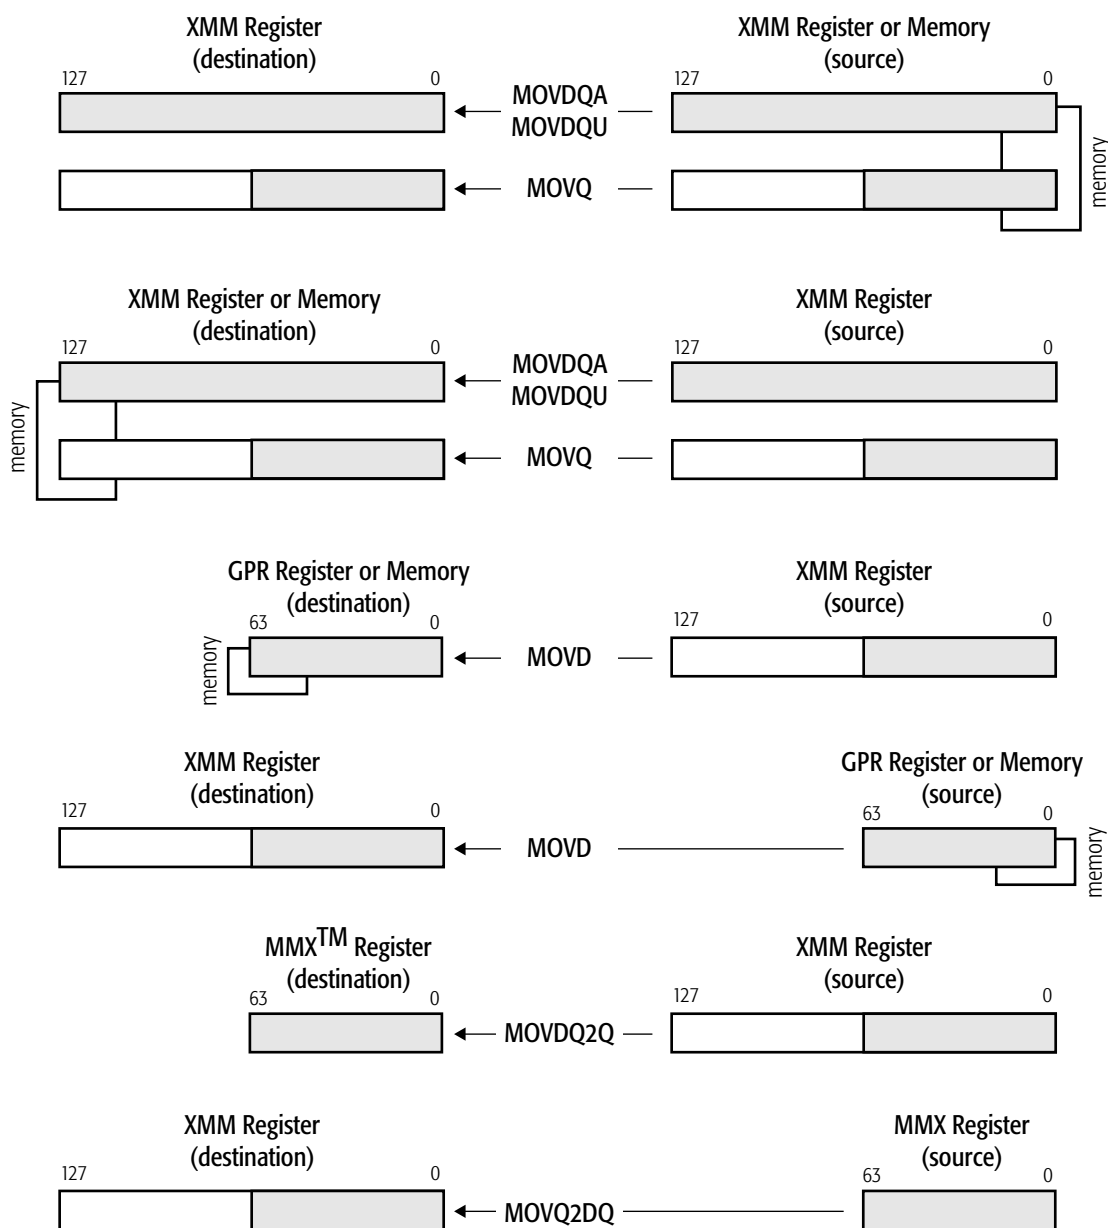 XMM Register
(destination)
XMM Register or Memory
(source)
127 0
127 0
MOVDQA
MOVDQU
memory
MOVQ
XMM Register or Memory
(destination)
XMM Register
(source)
127 0
127 0
MOVDQA
MOVDQU
memory
MOVQ
GPR Register or Memory
(destination)
XMM Register
(source)
63 0
127 0
memory
MOVD
XMM Register
(destination)
GPR Register or Memory
(source)
127 0
63 0
MOVD
memory
MMX™ Register
(destination)
XMM Register
(source)
63 0
127 0
MOVDQ2Q
XMM Register
(destination)
MMX Register
(source)
127 0
63 0
MOVQ2DQ